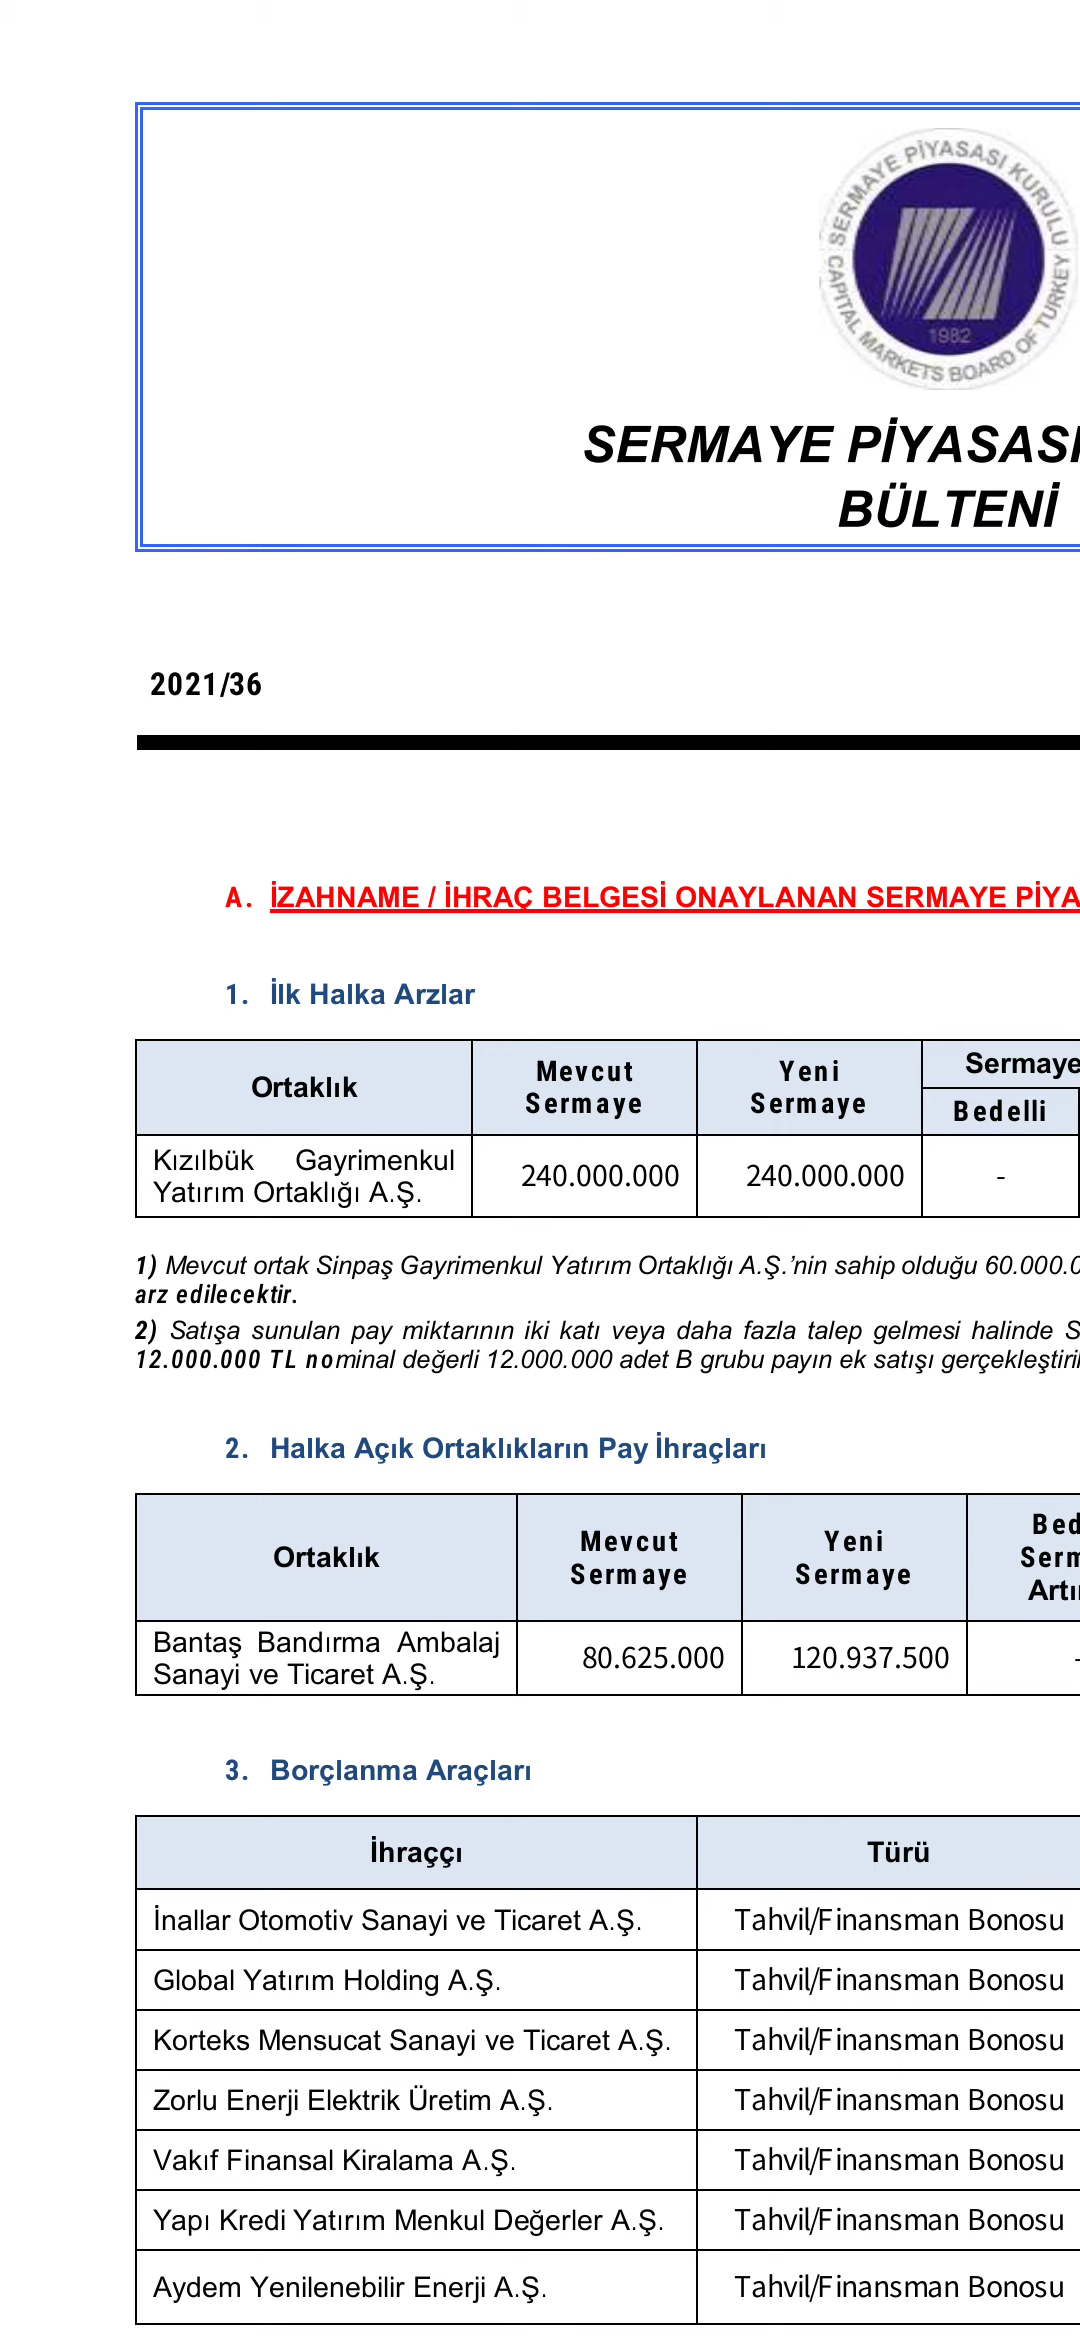 SERMAYE PİYASASI KURULU
CAPITAL MARKETS BOARD OF TURKEY
1982
SERMAYE PİYASASI
BÜLTENİ
2021/36
A. İZAHNAME / İHRAÇ BELGESİ ONAYLANAN SERMAYE PİYA
1. İlk Halka Arzlar
Ortaklık
Mevcut
Sermaye
Yeni
Sermaye
Sermaye
Bedelli
Kızılbük Gayrimenkul
Yatırım Ortaklığı A.Ş.
240.000.000
240.000.000
-
1) Mevcut ortak Sinpaş Gayrimenkul Yatırım Ortaklığı A.Ş.’nin sahip olduğu 60.000.0
arz edilecektir.
2) Satışa sunulan pay miktarının iki katı veya daha fazla talep gelmesi halinde S
12.000.000 TL nominal değerli 12.000.000 adet B grubu payın ek satışı gerçekleştiril
2. Halka Açık Ortaklıkların Pay İhraçları
Ortaklık
Mevcut
Sermaye
Yeni
Sermaye
Bed
Serm
Artı
Bantaş Bandırma Ambalaj
Sanayi ve Ticaret A.Ş.
80.625.000
120.937.500
-
3. Borçlanma Araçları
İhraççı
Türü
İnallar Otomotiv Sanayi ve Ticaret A.Ş.
Tahvil/Finansman Bonosu
Global Yatırım Holding A.Ş.
Tahvil/Finansman Bonosu
Korteks Mensucat Sanayi ve Ticaret A.Ş.
Tahvil/Finansman Bonosu
Zorlu Enerji Elektrik Üretim A.Ş.
Tahvil/Finansman Bonosu
Vakıf Finansal Kiralama A.Ş.
Tahvil/Finansman Bonosu
Yapı Kredi Yatırım Menkul Değerler A.Ş.
Tahvil/Finansman Bonosu
Aydem Yenilenebilir Enerji A.Ş.
Tahvil/Finansman Bonosu